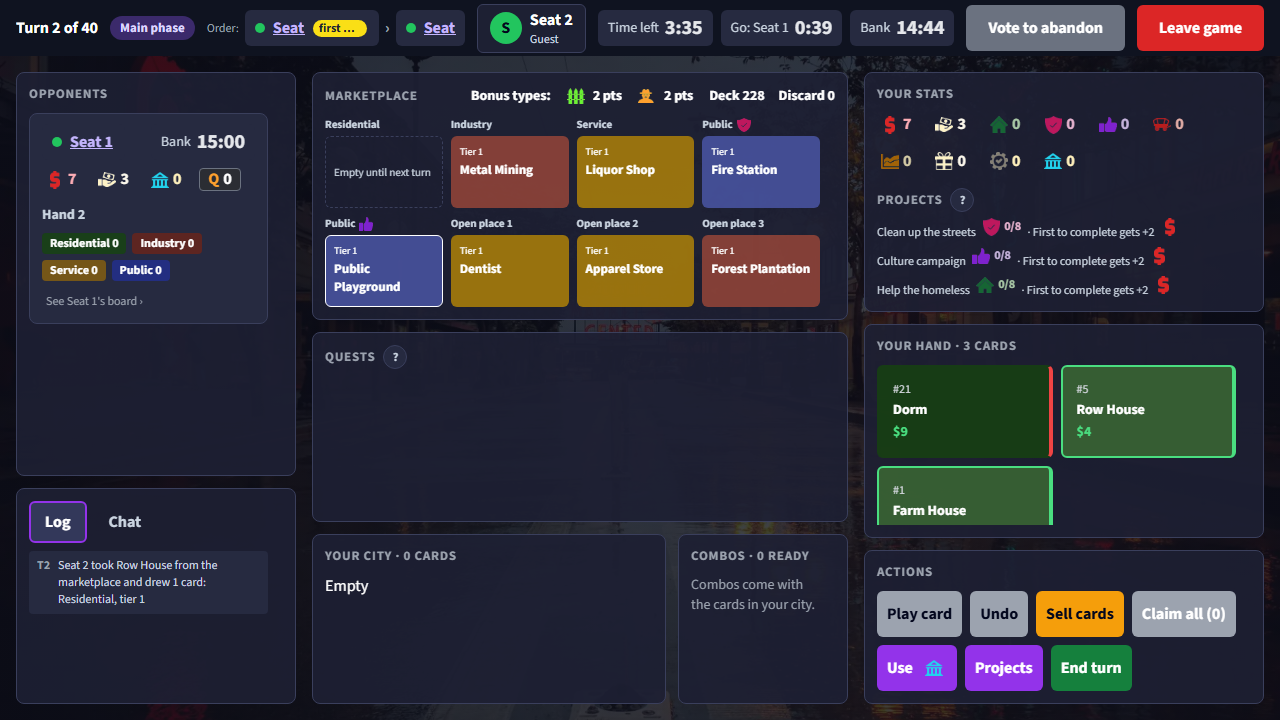 Turn 2 of 40
Main phase
Order:
Seat
first ...
›
Seat
S
Seat 2
Guest
Time left 3:35
Go: Seat 1 0:39
Bank 14:44
Vote to abandon
Leave game
OPPONENTS
Seat 1
Bank 15:00
7
3
0
Q 0
Hand 2
Residential 0
Industry 0
Service 0
Public 0
See Seat 1's board ›
Log
Chat
T2 Seat 2 took Row House from the
marketplace and drew 1 card:
Residential, tier 1
MARKETPLACE
Bonus types:
2 pts
2 pts
Deck 228
Discard 0
Residential
Industry
Service
Public
Empty until next turn
Tier 1
Metal Mining
Tier 1
Liquor Shop
Tier 1
Fire Station
Public
Open place 1
Open place 2
Open place 3
Tier 1
Public
Playground
Tier 1
Dentist
Tier 1
Apparel Store
Tier 1
Forest Plantation
QUESTS
?
YOUR CITY · 0 CARDS
Empty
COMBOS · 0 READY
Combos come with
the cards in your city.
YOUR STATS
7
3
0
0
0
0
0
0
0
0
PROJECTS
?
Clean up the streets 0/8 · First to complete gets +2
Culture campaign 0/8 · First to complete gets +2
Help the homeless 0/8 · First to complete gets +2
YOUR HAND · 3 CARDS
#21
Dorm
$9
#5
Row House
$4
#1
Farm House
ACTIONS
Play card
Undo
Sell cards
Claim all (0)
Use
Projects
End turn